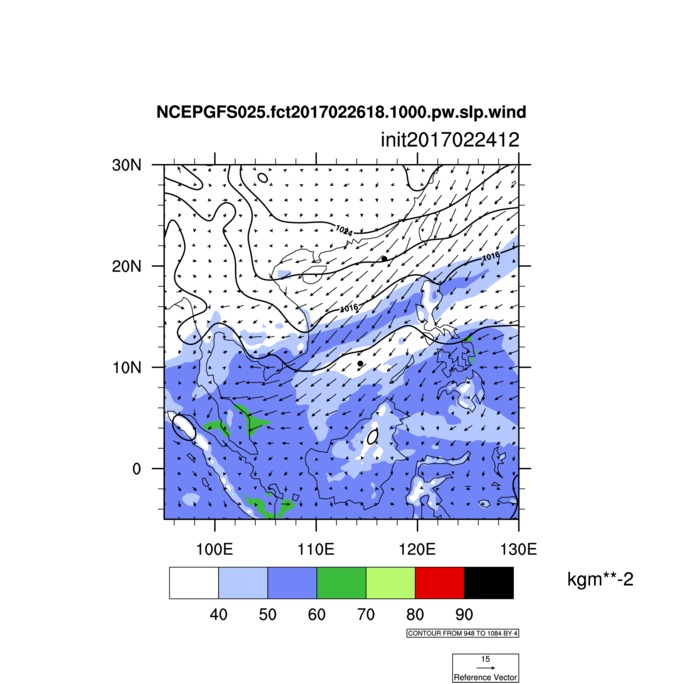 NCEPGFS025.fct2017022618.1000.pw.slp.wind
init2017022412
30N
1024
20N
1016
1016
10N
0
100E 110E 120E 130E
kgm**-2
40 50 60 70 80 90
CONTOUR FROM 948 TO 1084 BY 4
15
Reference Vector